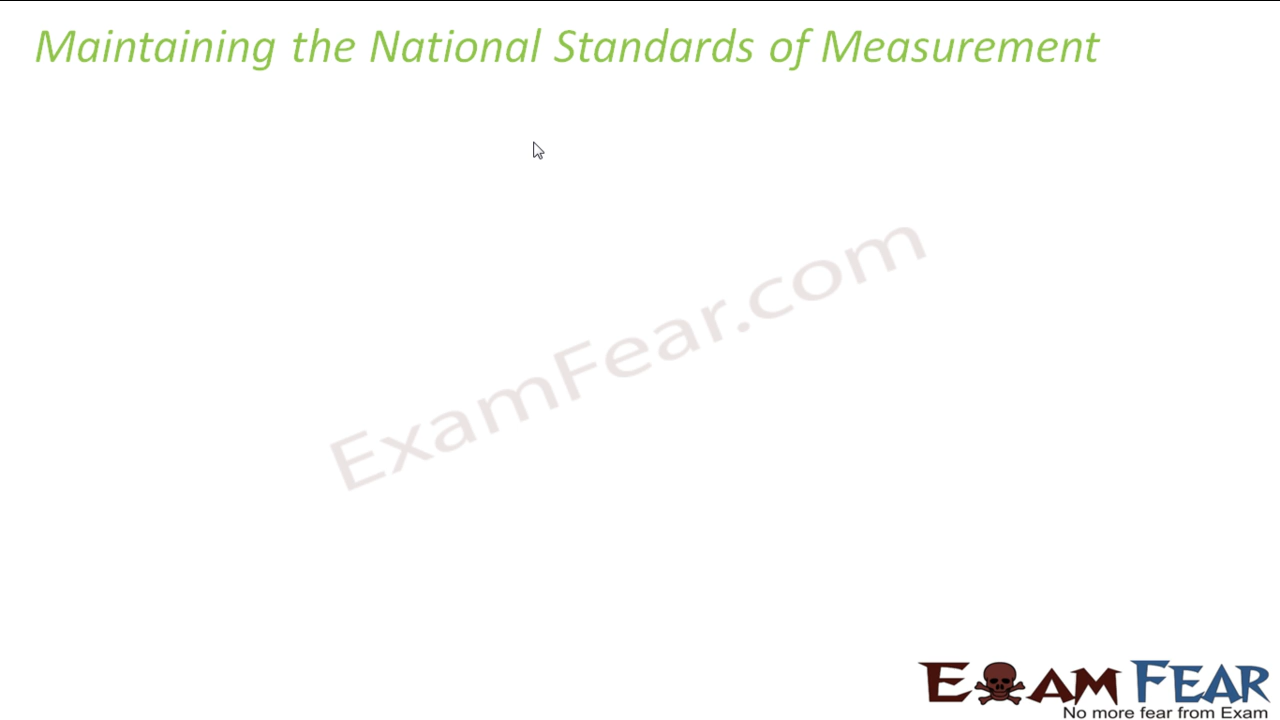 Maintaining the National Standards of Measurement
ExamFear.com
EXAM FEAR
No more fear from Exam